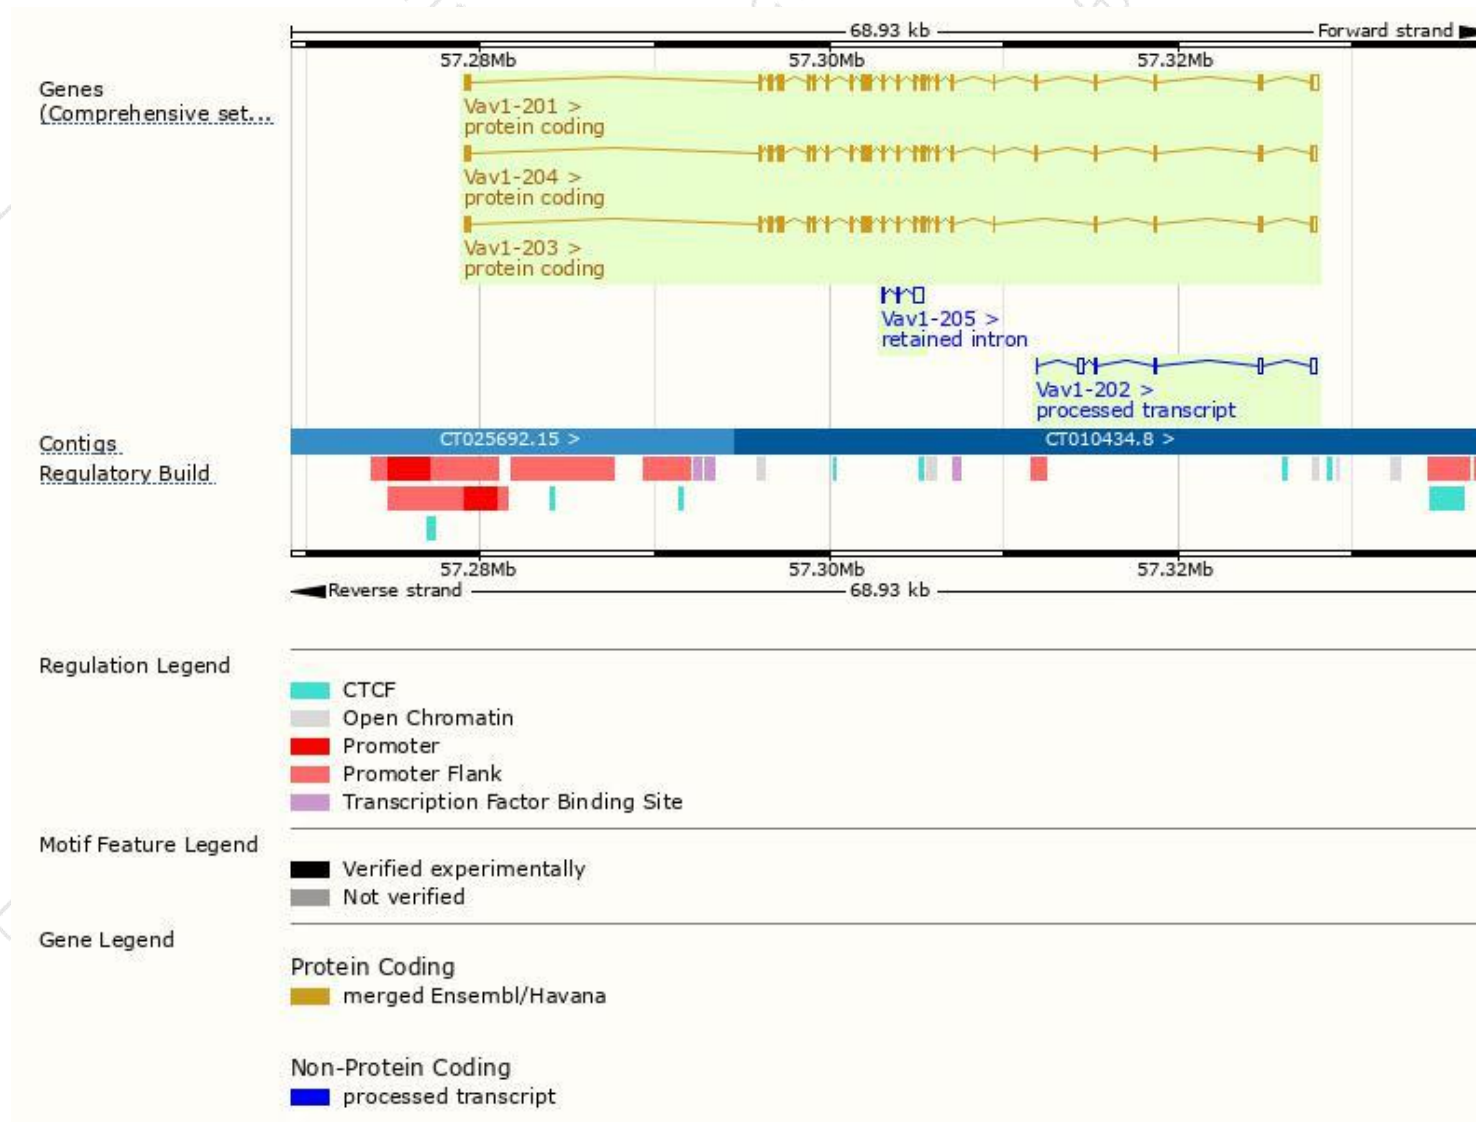 68.93 kb
Forward strand
57.28Mb 57.30Mb 57.32Mb
Genes
(Comprehensive set...
Vav1-201 >
protein coding
Vav1-204 >
protein coding
Vav1-203 >
protein coding
Vav1-205 >
retained intron
Vav1-202 >
processed transcript
Contigs
CT025692.15 > CT010434.8 >
Regulatory Build
57.28Mb 57.30Mb 57.32Mb
Reverse strand
68.93 kb
Regulation Legend
CTCF
Open Chromatin
Promoter
Promoter Flank
Transcription Factor Binding Site
Motif Feature Legend
Verified experimentally
Not verified
Gene Legend
Protein Coding
merged Ensembl/Havana
Non-Protein Coding
processed transcript